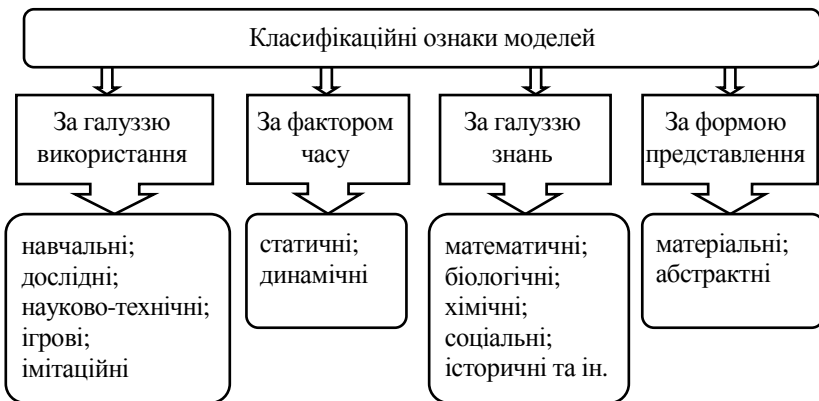 Класифікаційні ознаки моделей
За галуззю
використання
За фактором
часу
За галуззю
знань
За формою
представлення
навчальні;
дослідні;
науково-технічні;
ігрові;
імітаційні
статичні;
динамічні
математичні;
біологічні;
хімічні;
соціальні;
історичні та ін.
матеріальні;
абстрактні